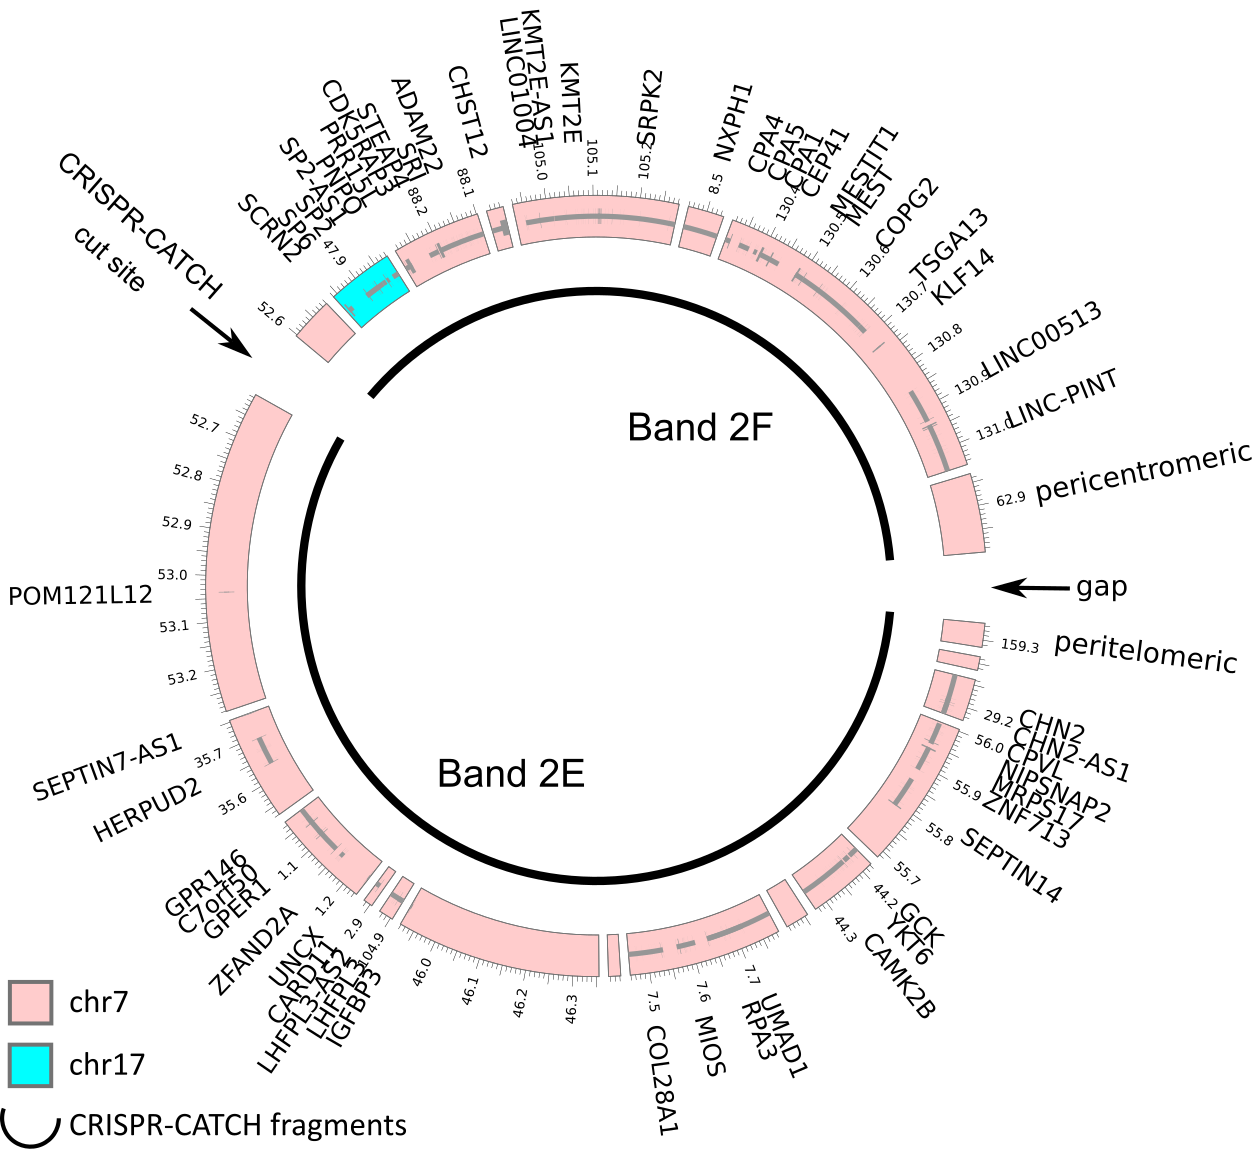 CRISPR-CATCH
cut site
SCRN2
SP6
SP2
SP2-AS1
PNPO
PRR15L
CDK5RAP3
STEAP4
SRI
ADAM22
CHST12
LINC01004
KMT2E-AS1
KMT2E
SRPK2
NXPH1
CPA4
CPA5
CPA1
CEP41
MESTIT1
MEST
COPG2
TSGA13
KLF14
LINC00513
LINC-PINT
pericentromeric
gap
peritelomeric
CHN2
CHN2-AS1
CPVL
NIPSNAP2
MRPS17
ZNF713
SEPTIN14
GCK
YKT6
CAMK2B
UMAD1
RPA3
MIOS
COL28A1
IGFBP3
LHFPL3
LHFPL3-AS2
CARD11
UNCX
ZFAND2A
GPER1
C7orf50
GPR146
HERPUD2
SEPTIN7-AS1
POM121L12
52.6
47.9
88.2
88.1
105.0
105.1
105.2
8.5
130.4
130.5
130.6
130.7
130.8
130.9
131.0
62.9
159.3
29.2
56.0
55.9
55.8
55.7
44.2
44.3
7.7
7.6
7.5
46.3
46.2
46.1
46.0
104.9
2.9
1.2
1.1
35.6
35.7
53.2
53.1
53.0
52.9
52.8
52.7
Band 2F
Band 2E
chr7
chr17
CRISPR-CATCH fragments